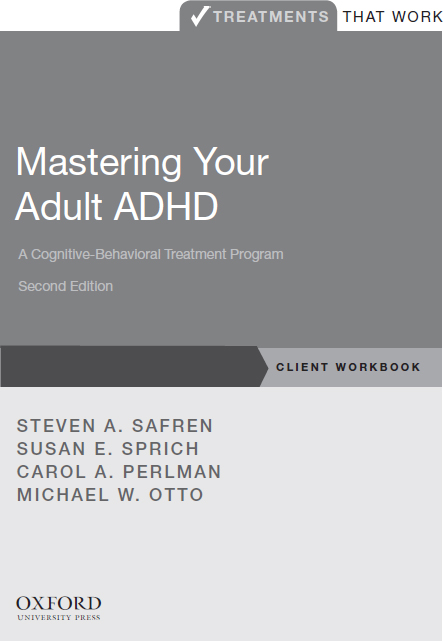 TREATMENTS THAT WORK
Mastering Your
Adult ADHD
A Cognitive-Behavioral Treatment Program
Second Edition
CLIENT WORKBOOK
STEVEN A. SAFREN
SUSAN E. SPRICH
CAROL A. PERLMAN
MICHAEL W. OTTO
OXFORD
UNIVERSITY PRESS